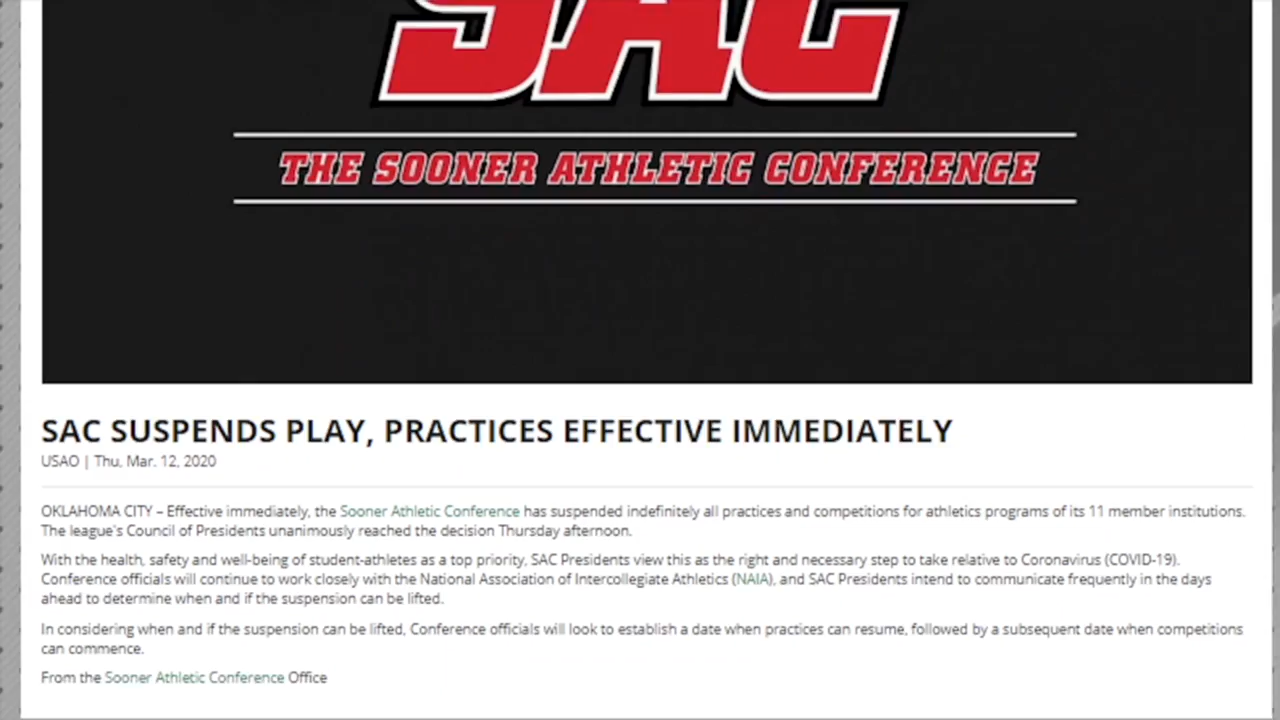 SAC
THE SOONER ATHLETIC CONFERENCE
SAC SUSPENDS PLAY, PRACTICES EFFECTIVE IMMEDIATELY
USAO | Thu, Mar. 12, 2020
OKLAHOMA CITY – Effective immediately, the Sooner Athletic Conference has suspended indefinitely all practices and competitions for athletics programs of its 11 member institutions.
The league's Council of Presidents unanimously reached the decision Thursday afternoon.
With the health, safety and well-being of student-athletes as a top priority, SAC Presidents view this as the right and necessary step to take relative to Coronavirus (COVID-19).
Conference officials will continue to work closely with the National Association of Intercollegiate Athletics (NAIA), and SAC Presidents intend to communicate frequently in the days
ahead to determine when and if the suspension can be lifted.
In considering when and if the suspension can be lifted, Conference officials will look to establish a date when practices can resume, followed by a subsequent date when competitions
can commence.
From the Sooner Athletic Conference Office